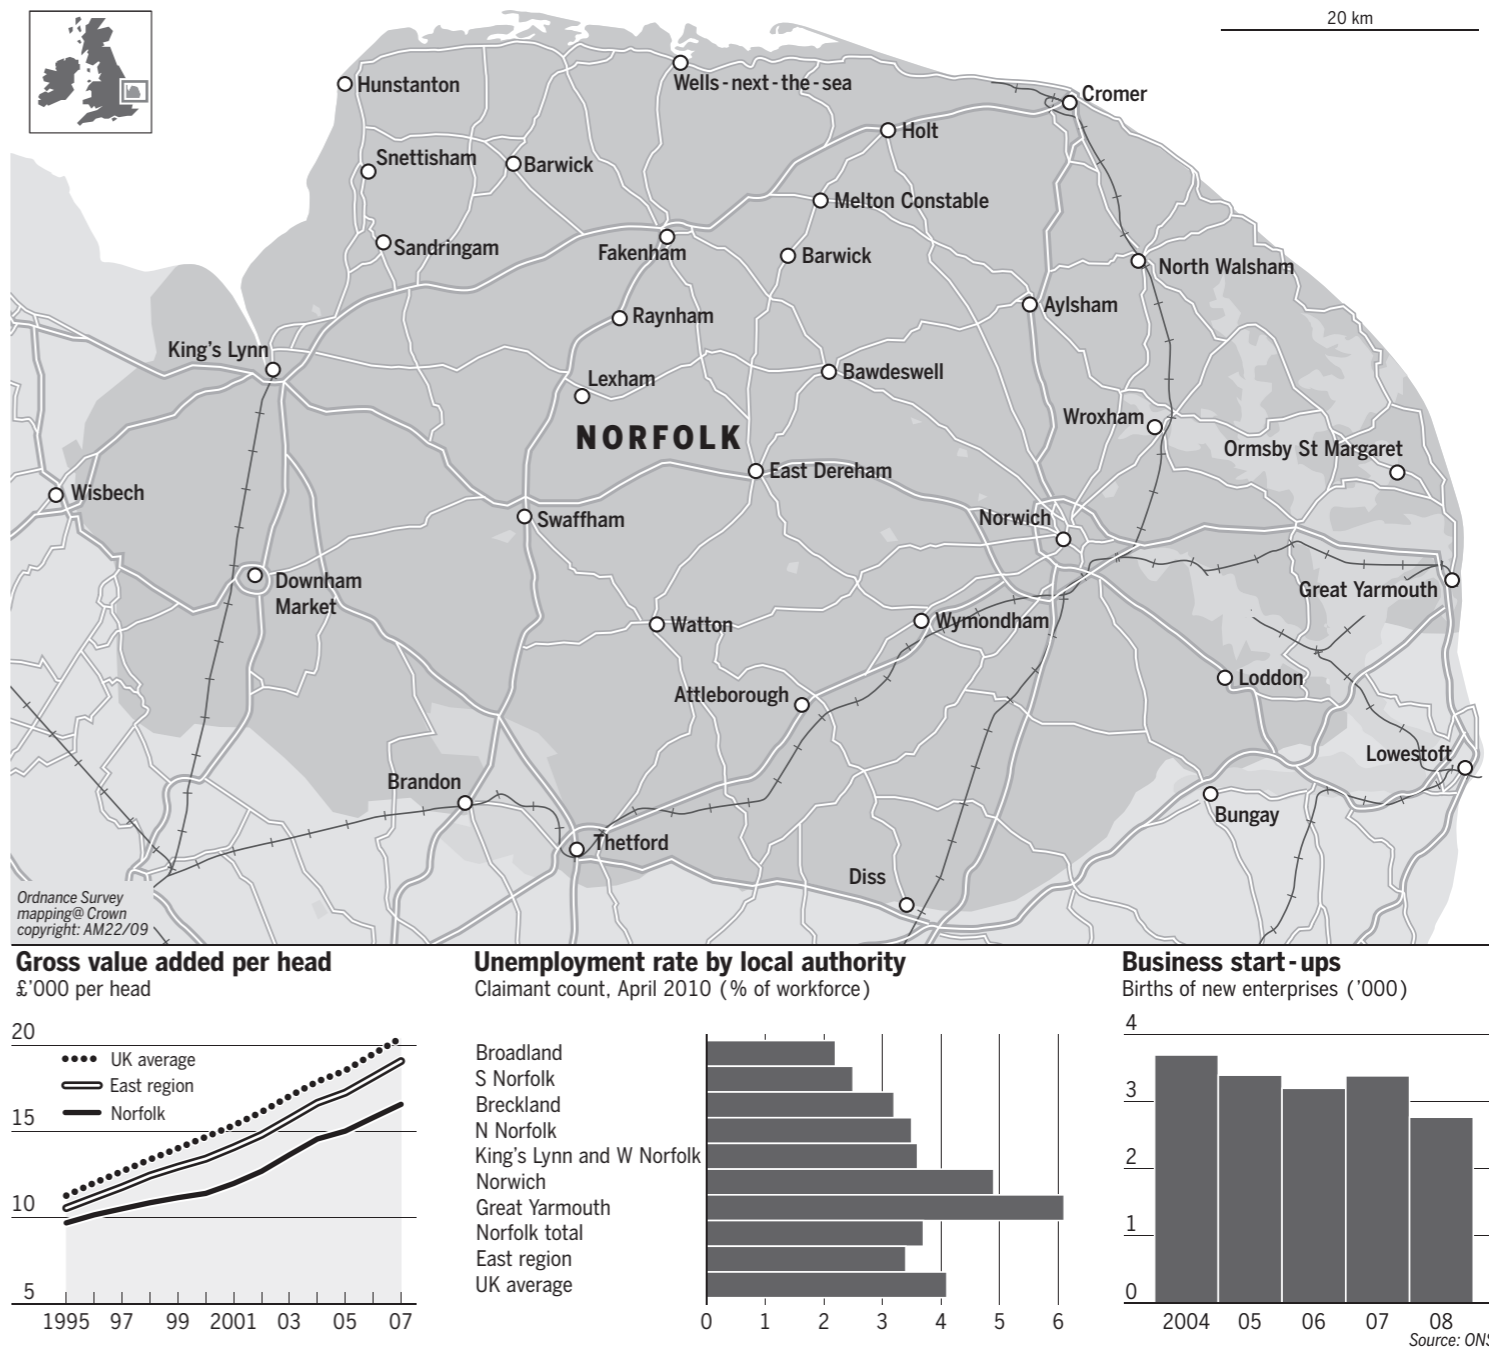 20 km
Hunstanton
Wells-next-the-sea
Cromer
Holt
Snettisham
Barwick
Melton Constable
Sandringam
Fakenham
Barwick
North Walsham
Raynham
Aylsham
King's Lynn
Lexham
Bawdeswell
NORFOLK
Wroxham
Ormsby St Margaret
East Dereham
Wisbech
Swaffham
Norwich
Downham
Market
Great Yarmouth
Watton
Wymondham
Loddon
Attleborough
Lowestoft
Brandon
Bungay
Thetford
Diss
Ordnance Survey
mapping@ Crown
copyright: AM22/09
Gross value added per head
£'000 per head
20
UK average
East region
Norfolk
15
10
5
1995 97 99 2001 03 05 07
Unemployment rate by local authority
Claimant count, April 2010 (% of workforce)
Broadland
S Norfolk
Breckland
N Norfolk
King's Lynn and W Norfolk
Norwich
Great Yarmouth
Norfolk total
East region
UK average
0 1 2 3 4 5 6
Business start-ups
Births of new enterprises ('000)
4
3
2
1
0
2004 05 06 07 08
Source: ONS